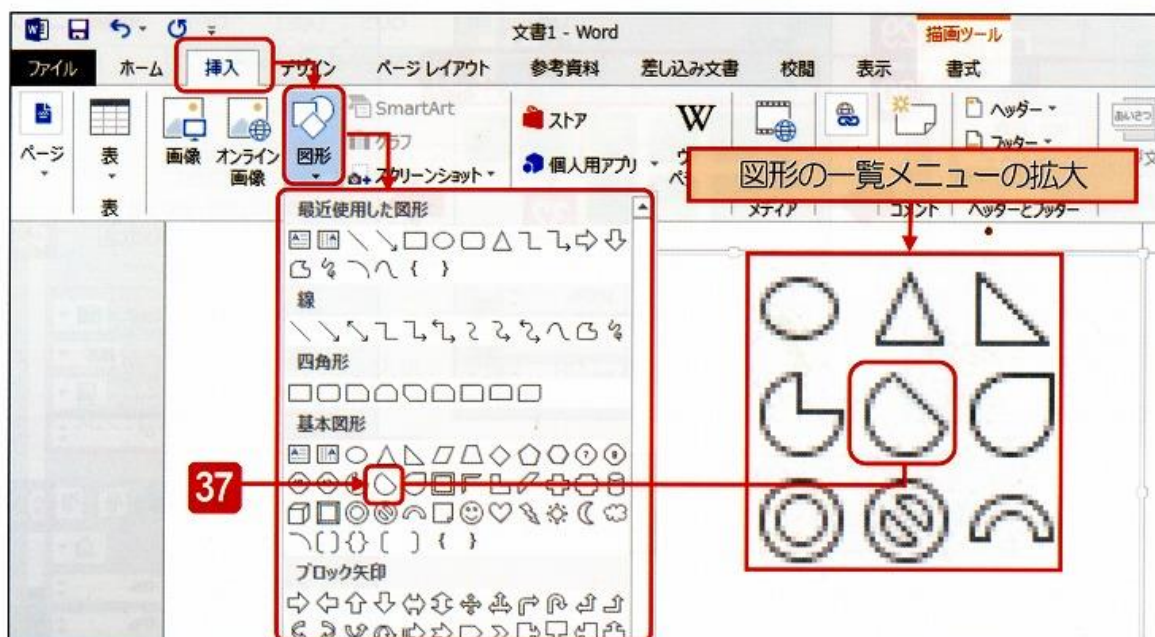 文書1 - Word
描画ツール
ファイル
ホーム
挿入
デザイン
ページ レイアウト
参考資料
差し込み文書
校閲
表示
書式
ページ
表
画像
オンライン
画像
図形
SmartArt
グラフ
スクリーンショット
ストア
個人用アプリ
W
メディア
コメント
ヘッダー
フッター
ヘッダーとフッター
あいさつ
文
表
図形の一覧メニューの拡大
最近使用した図形
線
四角形
基本図形
37
ブロック矢印